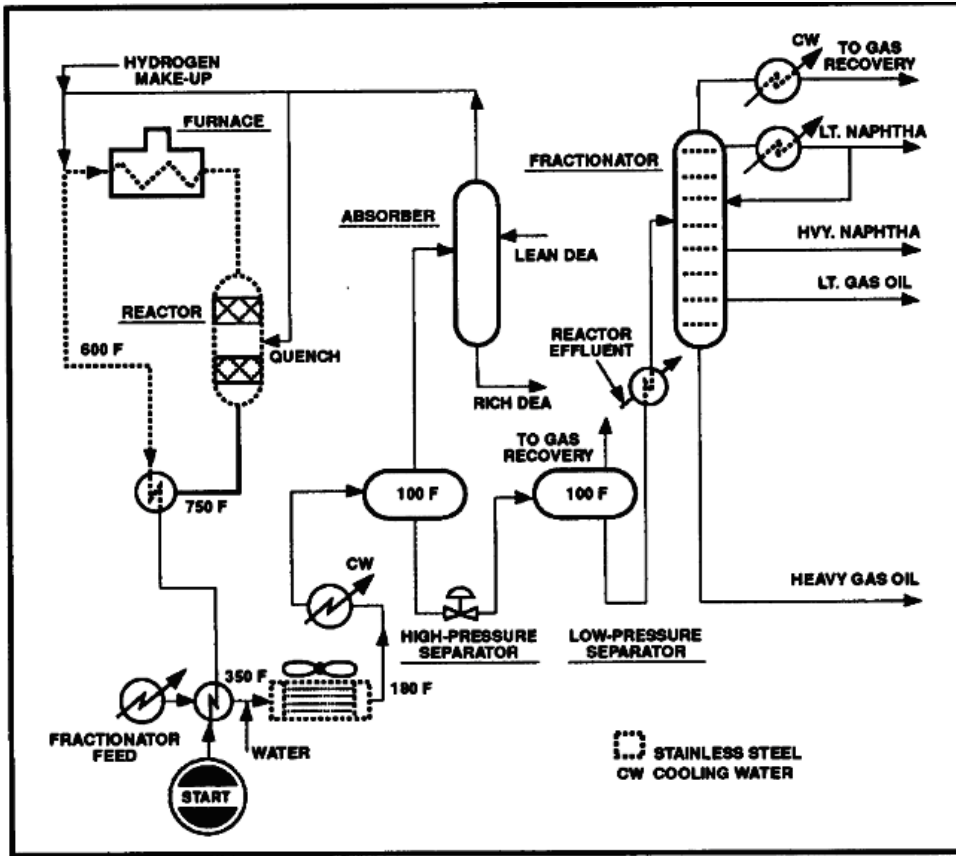 HYDROGEN
MAKE-UP
CW
TO GAS
RECOVERY
FURNACE
LT. NAPHTHA
FRACTIONATOR
ABSORBER
LEAN DEA
HVY. NAPHTHA
LT. GAS OIL
REACTOR
QUENCH
600 F
REACTOR
EFFLUENT
RICH DEA
TO GAS
RECOVERY
750 F
100 F
100 F
CW
HEAVY GAS OIL
HIGH-PRESSURE
SEPARATOR
LOW-PRESSURE
SEPARATOR
350 F
180 F
FRACTIONATOR
FEED
WATER
START
STAINLESS STEEL
CW COOLING WATER